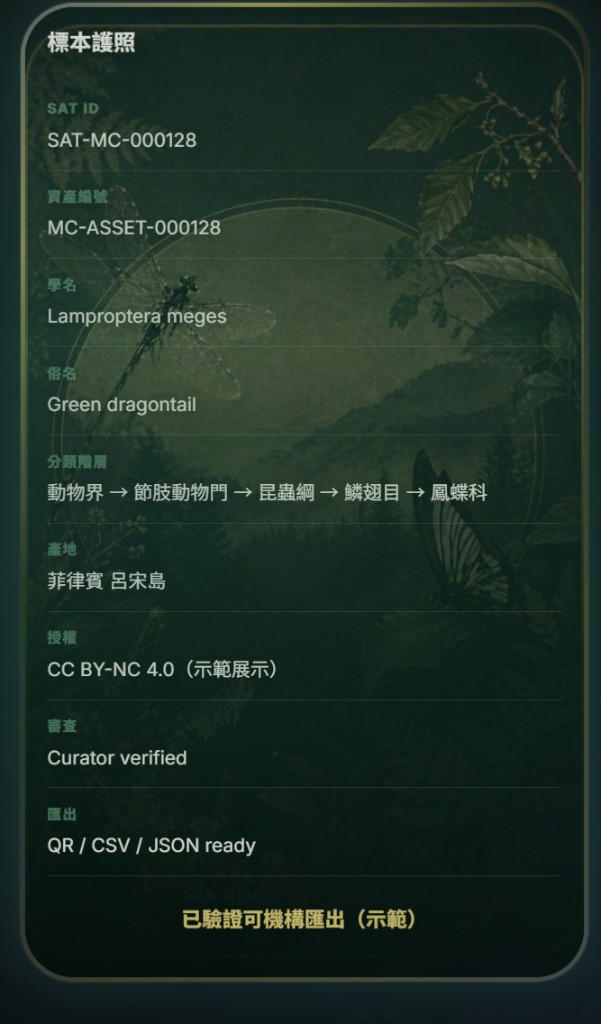 標本護照
SAT ID
SAT-MC-000128
資產編號
MC-ASSET-000128
學名
Lamproptera meges
俗名
Green dragontail
分類階層
動物界 → 節肢動物門 → 昆蟲綱 → 鱗翅目 → 鳳蝶科
產地
菲律賓 呂宋島
授權
CC BY-NC 4.0（示範展示）
審查
Curator verified
匯出
QR / CSV / JSON ready
已驗證可機構匯出（示範）